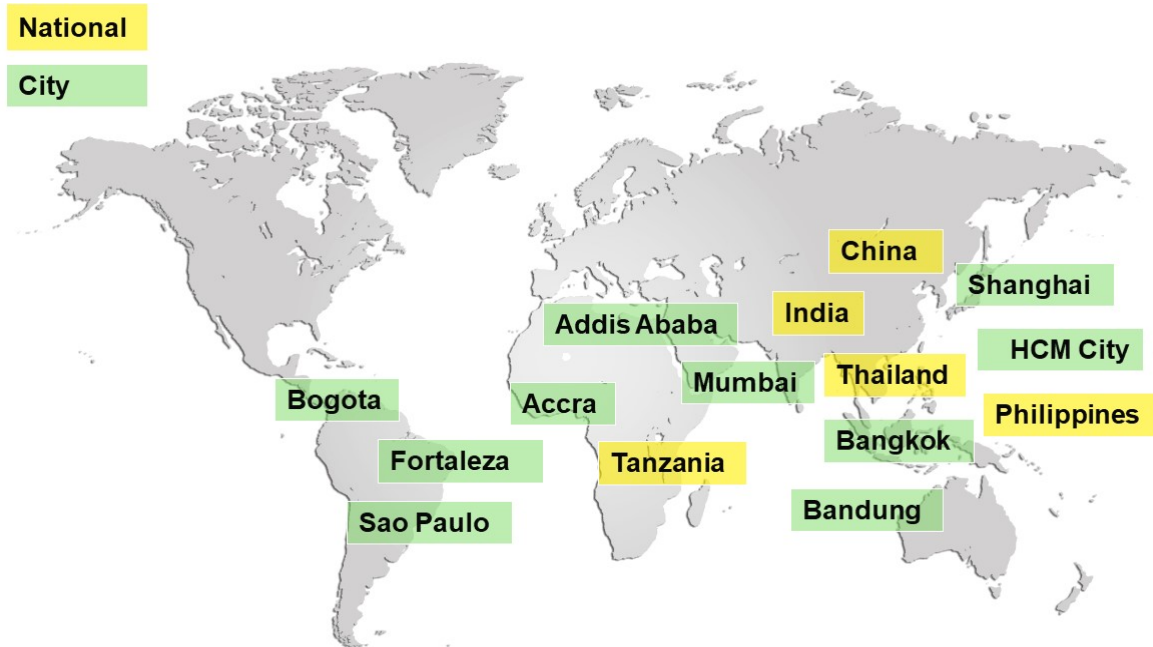 National
City
China
Shanghai
India
Addis Ababa
HCM City
Thailand
Mumbai
Bogota
Accra
Philippines
Bangkok
Fortaleza
Tanzania
Bandung
Sao Paulo